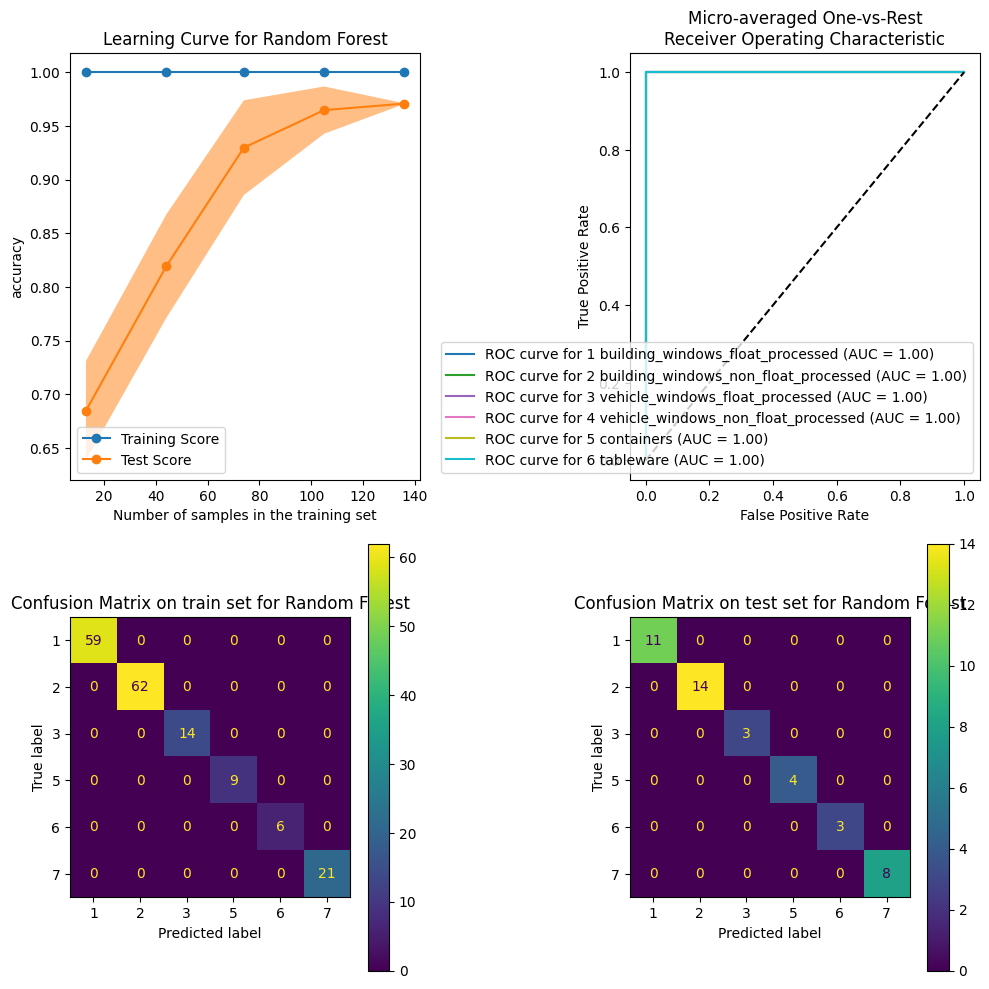 Learning Curve for Random Forest
1.00
0.95
0.90
0.85
0.80
0.75
0.70
0.65
accuracy
Training Score
Test Score
20 40 60 80 100 120 140
Number of samples in the training set
Micro-averaged One-vs-Rest
Receiver Operating Characteristic
1.0
0.8
0.6
0.4
True Positive Rate
ROC curve for 1 building_windows_float_processed (AUC = 1.00)
ROC curve for 2 building_windows_non_float_processed (AUC = 1.00)
ROC curve for 3 vehicle_windows_float_processed (AUC = 1.00)
ROC curve for 4 vehicle_windows_non_float_processed (AUC = 1.00)
ROC curve for 5 containers (AUC = 1.00)
ROC curve for 6 tableware (AUC = 1.00)
0.0 0.2 0.4 0.6 0.8 1.0
False Positive Rate
Confusion Matrix on train set for Random Forest
True label
1 59 0 0 0 0 0
2 0 62 0 0 0 0
3 0 0 14 0 0 0
5 0 0 0 9 0 0
6 0 0 0 0 6 0
7 0 0 0 0 0 21
1 2 3 5 6 7
Predicted label
60
50
40
30
20
10
0
Confusion Matrix on test set for Random Forest
True label
1 11 0 0 0 0 0
2 0 14 0 0 0 0
3 0 0 3 0 0 0
5 0 0 0 4 0 0
6 0 0 0 0 3 0
7 0 0 0 0 0 8
1 2 3 5 6 7
Predicted label
14
12
10
8
6
4
2
0